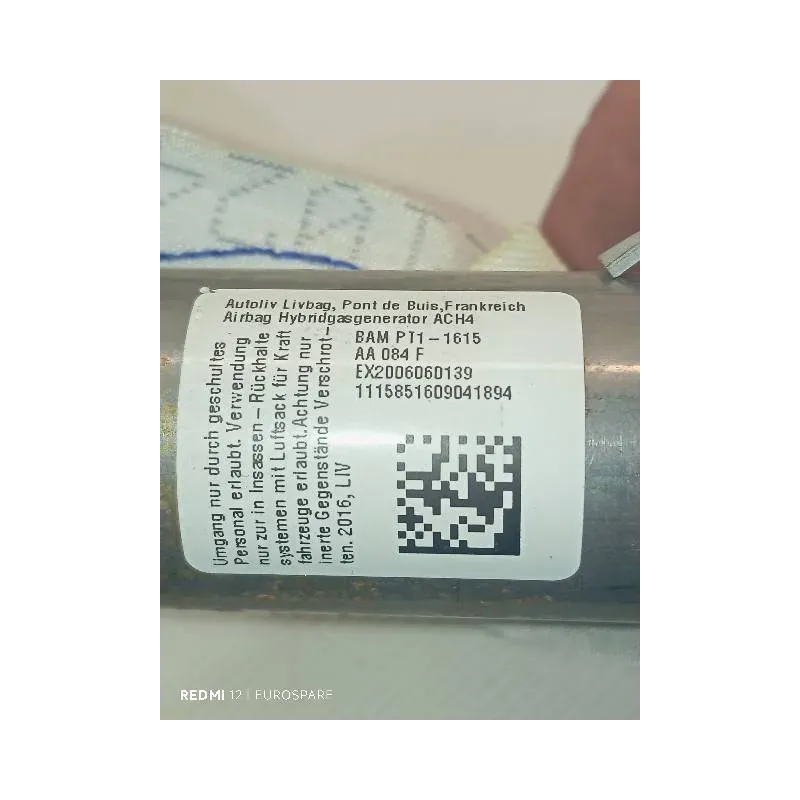 Autoliv Livbag, Pont de Buis,Frankreich
Airbag Hybridgasgenerator ACH4
BAM PT1-1615
AA 084 F
EX2006060139
1115851609041894
Umgang nur durch geschultes
Personal erlaubt. Verwendung
nur zur in Insassen-Rückhalte
systemen mit Luftsack für Kraft
fahrzeuge erlaubt.Achtung nur
inerte Gegenstände Verschrot-
ten. 2016, LIV
REDMI 12 | EUROSPARE